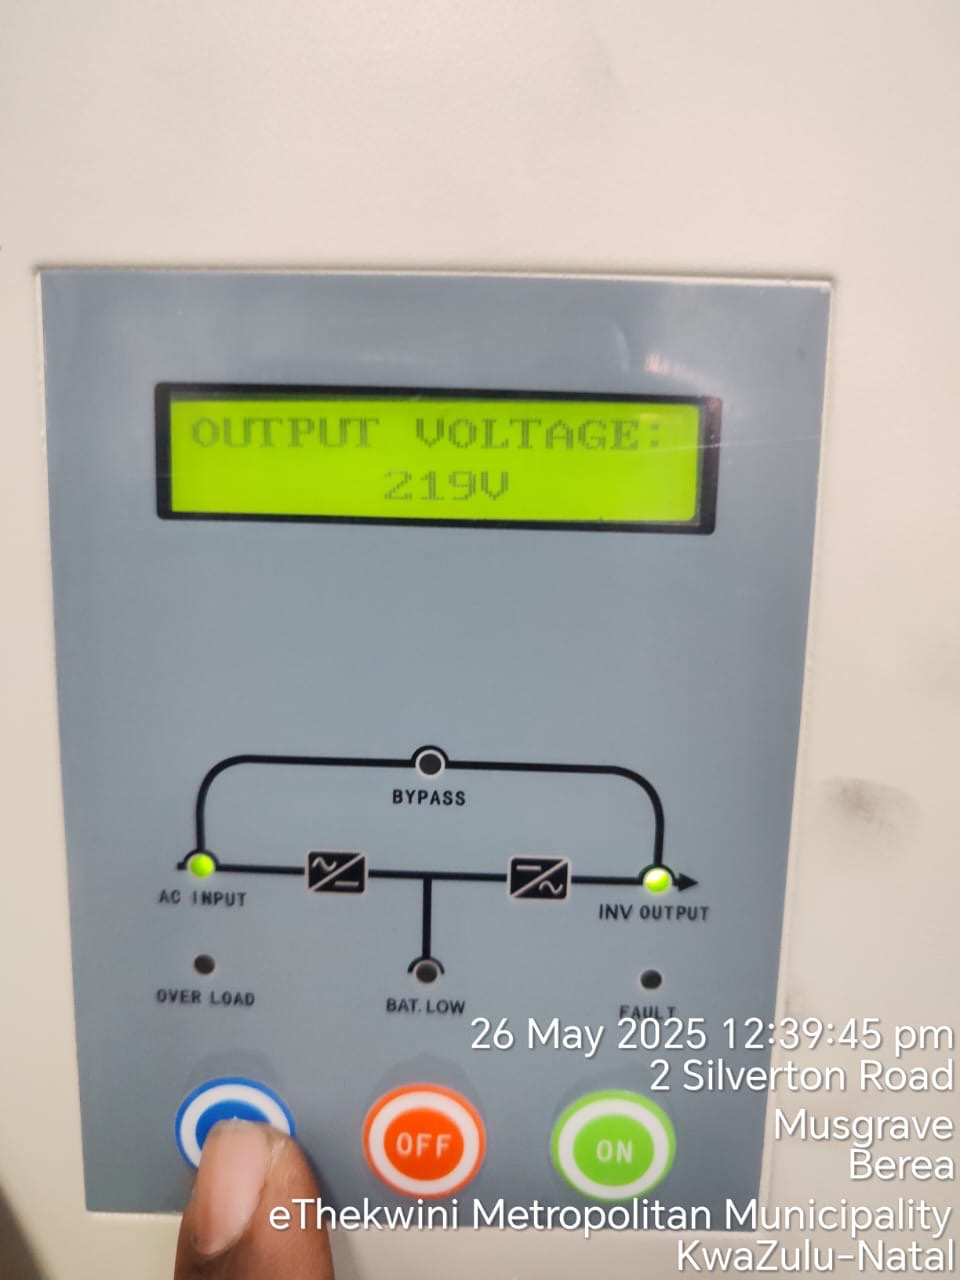 OUTPUT VOLTAGE:
219V
BYPASS
AC INPUT
INV OUTPUT
OVER LOAD
BAT. LOW
FAULT
26 May 2025 12:39:45 pm
2 Silverton Road
Musgrave
Berea
OFF
ON
eThekwini Metropolitan Municipality
KwaZulu-Natal